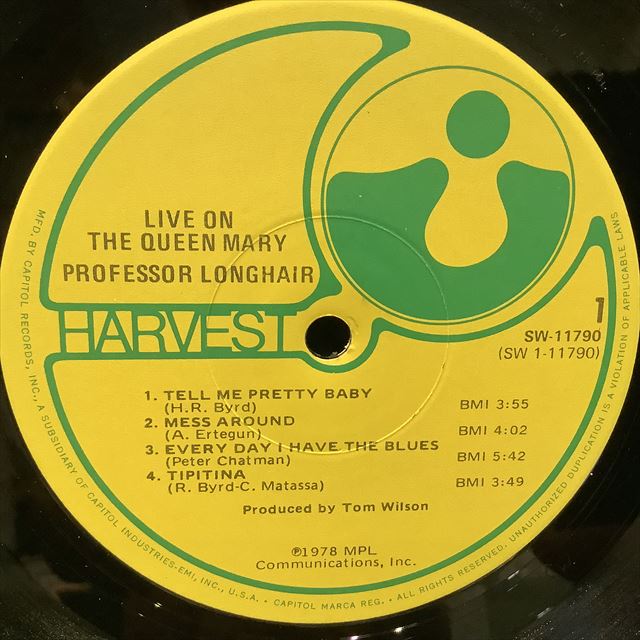 LIVE ON
THE QUEEN MARY
PROFESSOR LONGHAIR
HARVEST
1
SW-11790
(SW 1-11790)
1. TELL ME PRETTY BABY
(H.R. Byrd) BMI 3:55
2. MESS AROUND
(A. Ertegun) BMI 4:02
3. EVERY DAY I HAVE THE BLUES
(Peter Chatman) BMI 5:42
4. TIPITINA
(R. Byrd-C. Matassa) BMI 3:49
Produced by Tom Wilson
℗1978 MPL
Communications, Inc.
MFD. BY CAPITOL RECORDS, INC., A SUBSIDIARY OF CAPITOL INDUSTRIES-EMI, INC., U.S.A. • CAPITOL MARCA REG. • ALL RIGHTS RESERVED. UNAUTHORIZED DUPLICATION IS A VIOLATION OF APPLICABLE LAWS